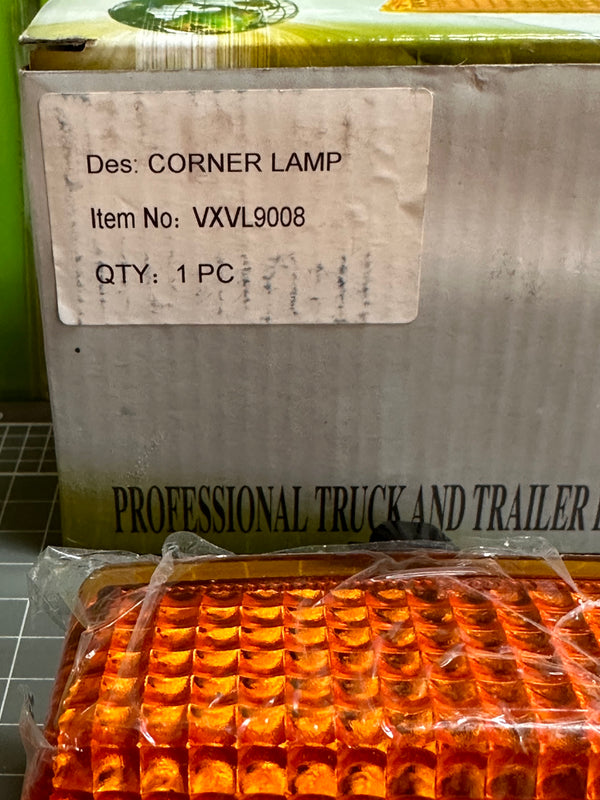 Des: CORNER LAMP
Item No: VXVL9008
QTY: 1 PC
PROFESSIONAL TRUCK AND TRAILER